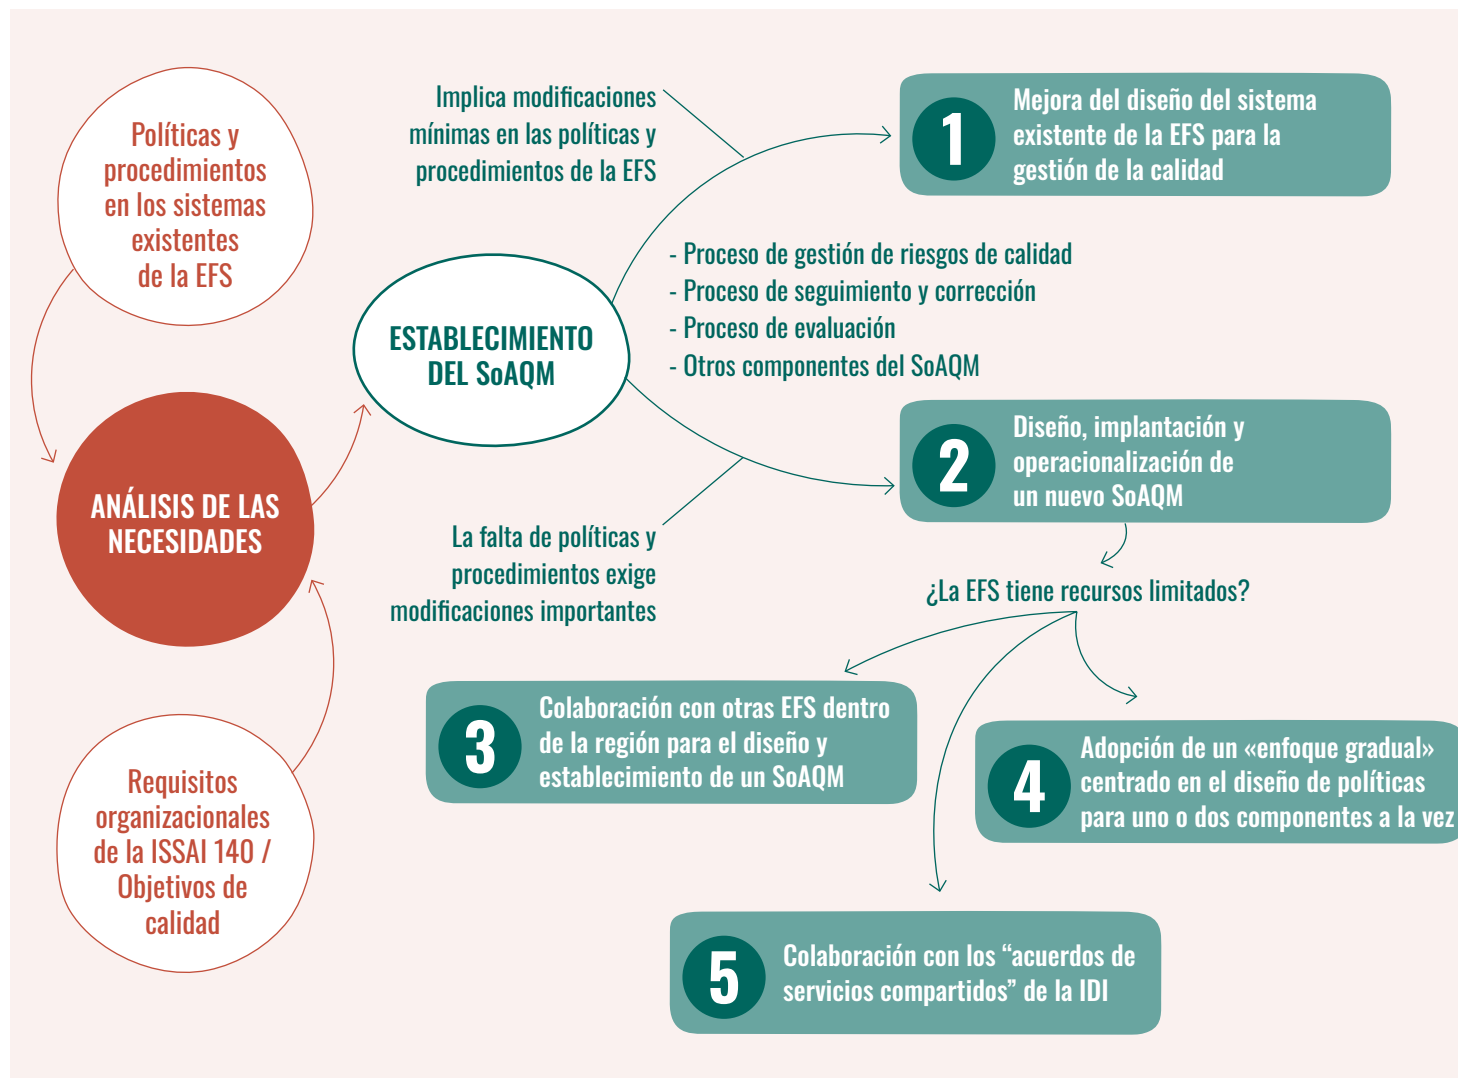 Políticas y
procedimientos
en los sistemas
existentes
de la EFS
ANÁLISIS DE LAS
NECESIDADES
Requisitos
organizacionales
de la ISSAI 140 /
Objetivos de
calidad
ESTABLECIMIENTO
DEL SoAQM
Implica modificaciones
mínimas en las políticas y
procedimientos de la EFS
1
Mejora del diseño del sistema
existente de la EFS para la
gestión de la calidad
- Proceso de gestión de riesgos de calidad
- Proceso de seguimiento y corrección
- Proceso de evaluación
- Otros componentes del SoAQM
La falta de políticas y
procedimientos exige
modificaciones importantes
2
Diseño, implantación y
operacionalización de
un nuevo SoAQM
¿La EFS tiene recursos limitados?
3
Colaboración con otras EFS dentro
de la región para el diseño y
establecimiento de un SoAQM
4
Adopción de un «enfoque gradual»
centrado en el diseño de políticas
para uno o dos componentes a la vez
5
Colaboración con los “acuerdos de
servicios compartidos” de la IDI